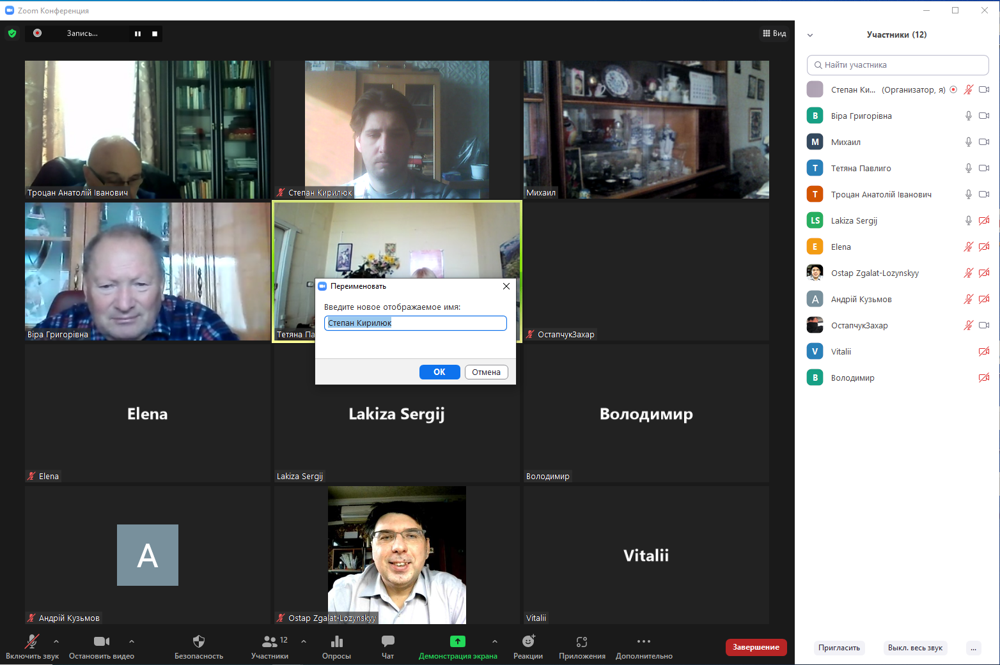 Zoom Конференция
Запись...
Вид
Троцан Анатолій Іванович
Степан Кирилюк
Михаил
Віра Григорівна
Тетяна Па
ОстапчукЗахар
Переименовать
Введите новое отображаемое имя:
Степан Кирилюк
OK
Отмена
Elena
Lakiza Sergij
Володимир
Elena
Lakiza Sergij
Володимир
A
Vitalii
Андрій Кузьмов
Ostap Zgalat-Lozynskyy
Vitalii
Включить звук
Остановить видео
Безопасность
12
Участники
Опросы
Чат
Демонстрация экрана
Реакции
Приложения
Дополнительно
Завершение
Участники (12)
Найти участника
Степан Ки... (Организатор, я)
В Віра Григорівна
М Михаил
Т Тетяна Павлиго
Т Троцан Анатолій Іванович
LS Lakiza Sergij
E Elena
Ostap Zgalat-Lozynskyy
А Андрій Кузьмов
ОстапчукЗахар
V Vitalii
В Володимир
Пригласить
Выкл. весь звук
...